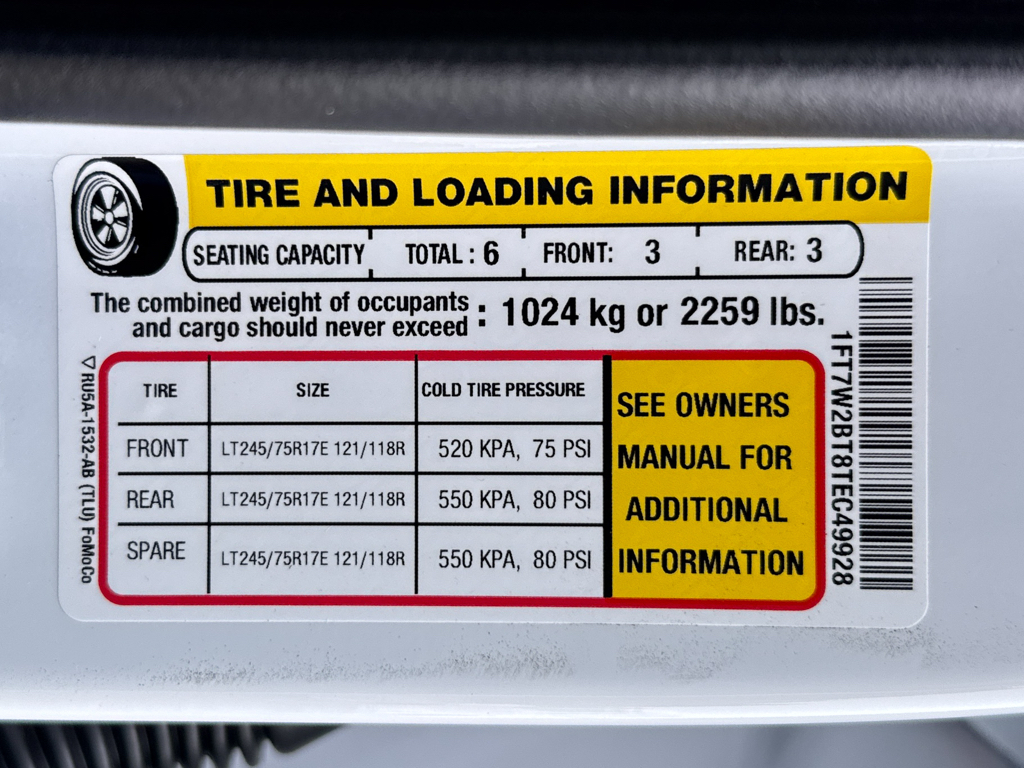 TIRE AND LOADING INFORMATION
SEATING CAPACITY TOTAL : 6 FRONT: 3 REAR: 3
The combined weight of occupants
and cargo should never exceed : 1024 kg or 2259 lbs.
TIRE SIZE COLD TIRE PRESSURE
FRONT LT245/75R17E 121/118R 520 KPA, 75 PSI
REAR LT245/75R17E 121/118R 550 KPA, 80 PSI
SPARE LT245/75R17E 121/118R 550 KPA, 80 PSI
SEE OWNERS
MANUAL FOR
ADDITIONAL
INFORMATION
1FT7W2BT8TEC49928
RU5A-1532-AB (TLU) FoMoCo